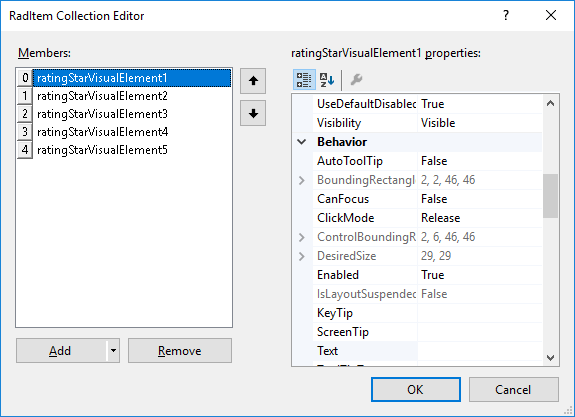 RadItem Collection Editor
Members:
0 ratingStarVisualElement1
1 ratingStarVisualElement2
2 ratingStarVisualElement3
3 ratingStarVisualElement4
4 ratingStarVisualElement5
Add
Remove
ratingStarVisualElement1 properties:
UseDefaultDisabled True
Visibility Visible
Behavior
AutoToolTip False
BoundingRectangl 2, 2, 46, 46
CanFocus False
ClickMode Release
ControlBoundingR 2, 6, 46, 46
DesiredSize 29, 29
Enabled True
IsLayoutSuspended False
KeyTip
ScreenTip
Text
OK
Cancel